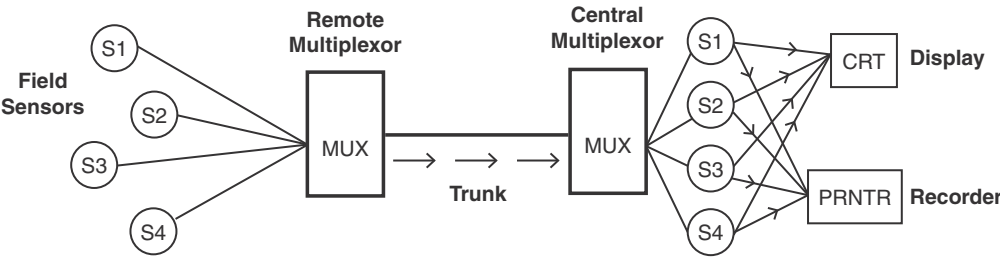 Field
Sensors
S1
S2
S3
S4
Remote
Multiplexor
MUX
Trunk
Central
Multiplexor
MUX
S1
S2
S3
S4
CRT
Display
PRNTR
Recorder